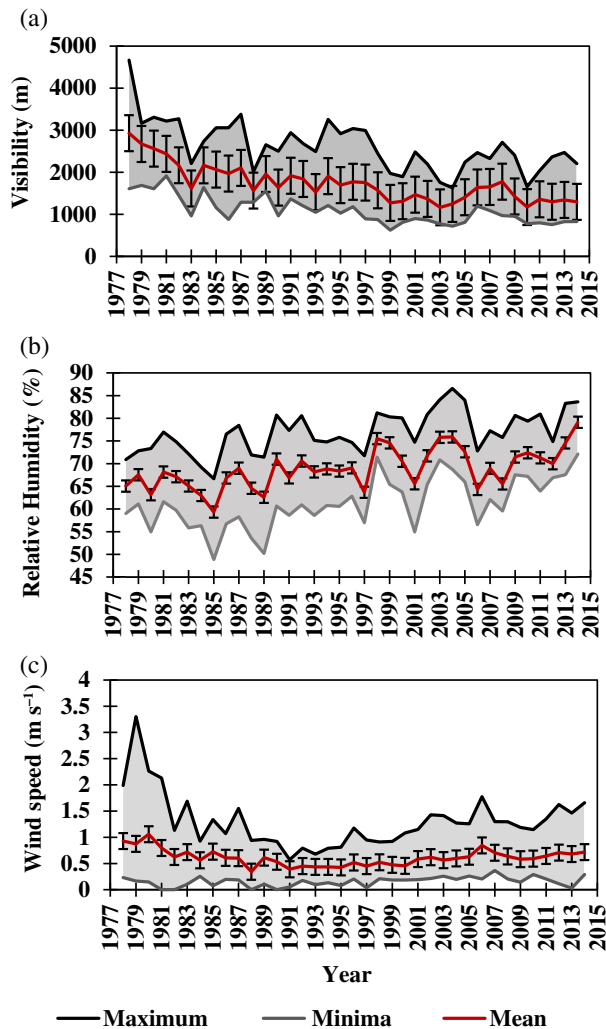 (a)
Visibility (m)
5000
4000
3000
2000
1000
0
1977 1979 1981 1983 1985 1987 1989 1991 1993 1995 1997 1999 2001 2003 2005 2007 2009 2011 2013 2015
(b)
Relative Humidity (%)
90
85
80
75
70
65
60
55
50
45
1977 1979 1981 1983 1985 1987 1989 1991 1993 1995 1997 1999 2001 2003 2005 2007 2009 2011 2013 2015
(c)
Wind speed (m s⁻¹)
4
3.5
3
2.5
2
1.5
1
0.5
0
1977 1979 1981 1983 1985 1987 1989 1991 1993 1995 1997 1999 2001 2003 2005 2007 2009 2011 2013 2015
Year
Maximum Minima Mean